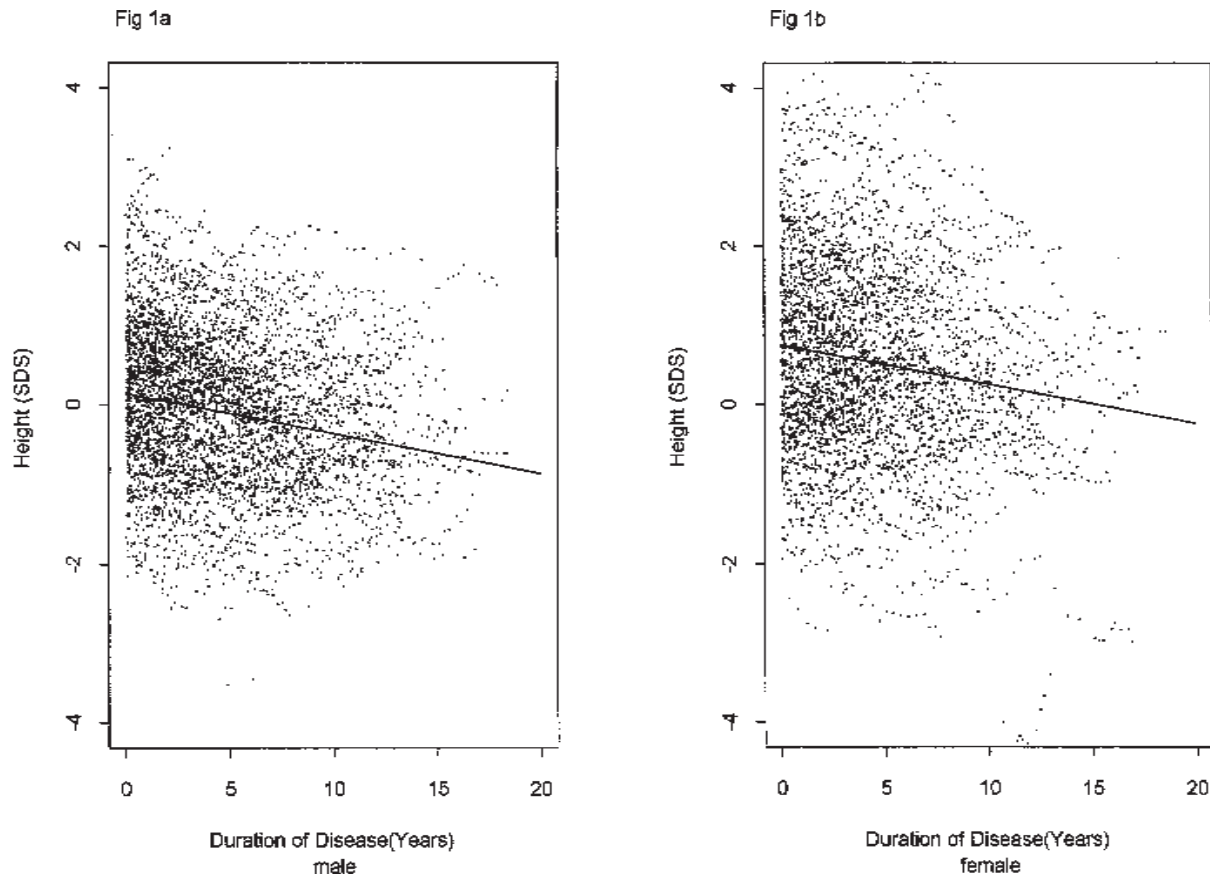 Fig 1a
4
2
0
-2
-4
Height (SDS)
0 5 10 15 20
Duration of Disease(Years)
male
Fig 1b
4
2
0
-2
-4
Height (SDS)
0 5 10 15 20
Duration of Disease(Years)
female